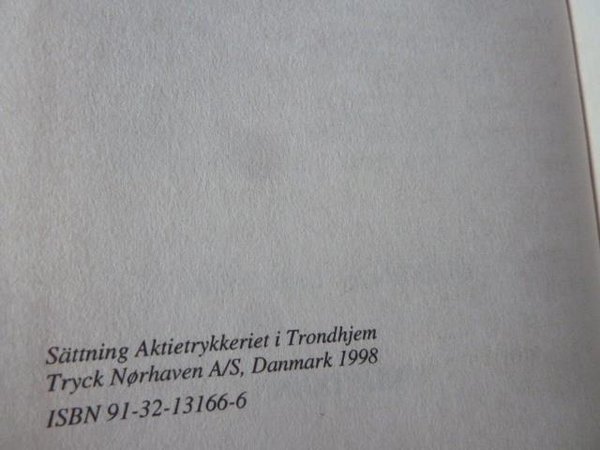 Sättning Aktietrykkeriet i Trondhjem
Tryck Nørhaven A/S, Danmark 1998
ISBN 91-32-13166-6